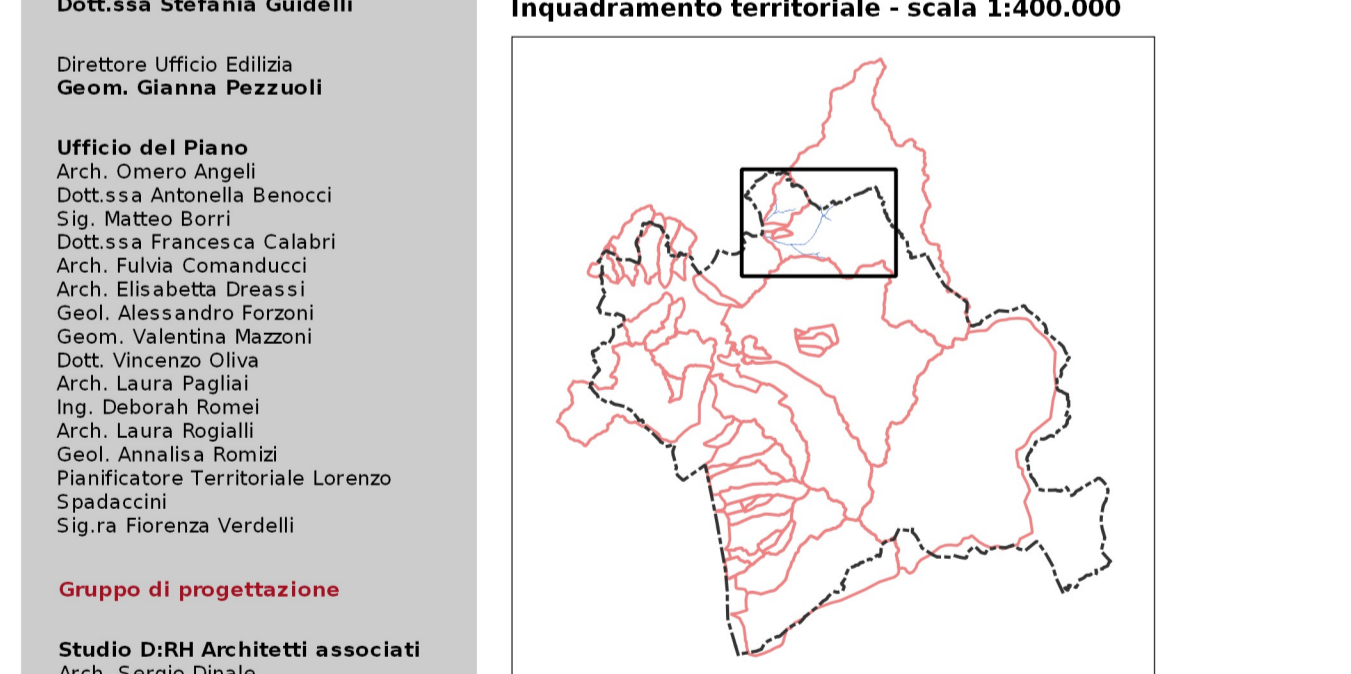 Dott.ssa Stefania Guidelli
Direttore Ufficio Edilizia
Geom. Gianna Pezzuoli
Ufficio del Piano
Arch. Omero Angeli
Dott.ssa Antonella Benocci
Sig. Matteo Borri
Dott.ssa Francesca Calabri
Arch. Fulvia Comanducci
Arch. Elisabetta Dreassi
Geol. Alessandro Forzoni
Geom. Valentina Mazzoni
Dott. Vincenzo Oliva
Arch. Laura Pagliai
Ing. Deborah Romei
Arch. Laura Rogialli
Geol. Annalisa Romizi
Pianificatore Territoriale Lorenzo
Spadaccini
Sig.ra Fiorenza Verdelli
Gruppo di progettazione
Studio D:RH Architetti associati
Arch. Sergio Dinale
Inquadramento territoriale - scala 1:400.000